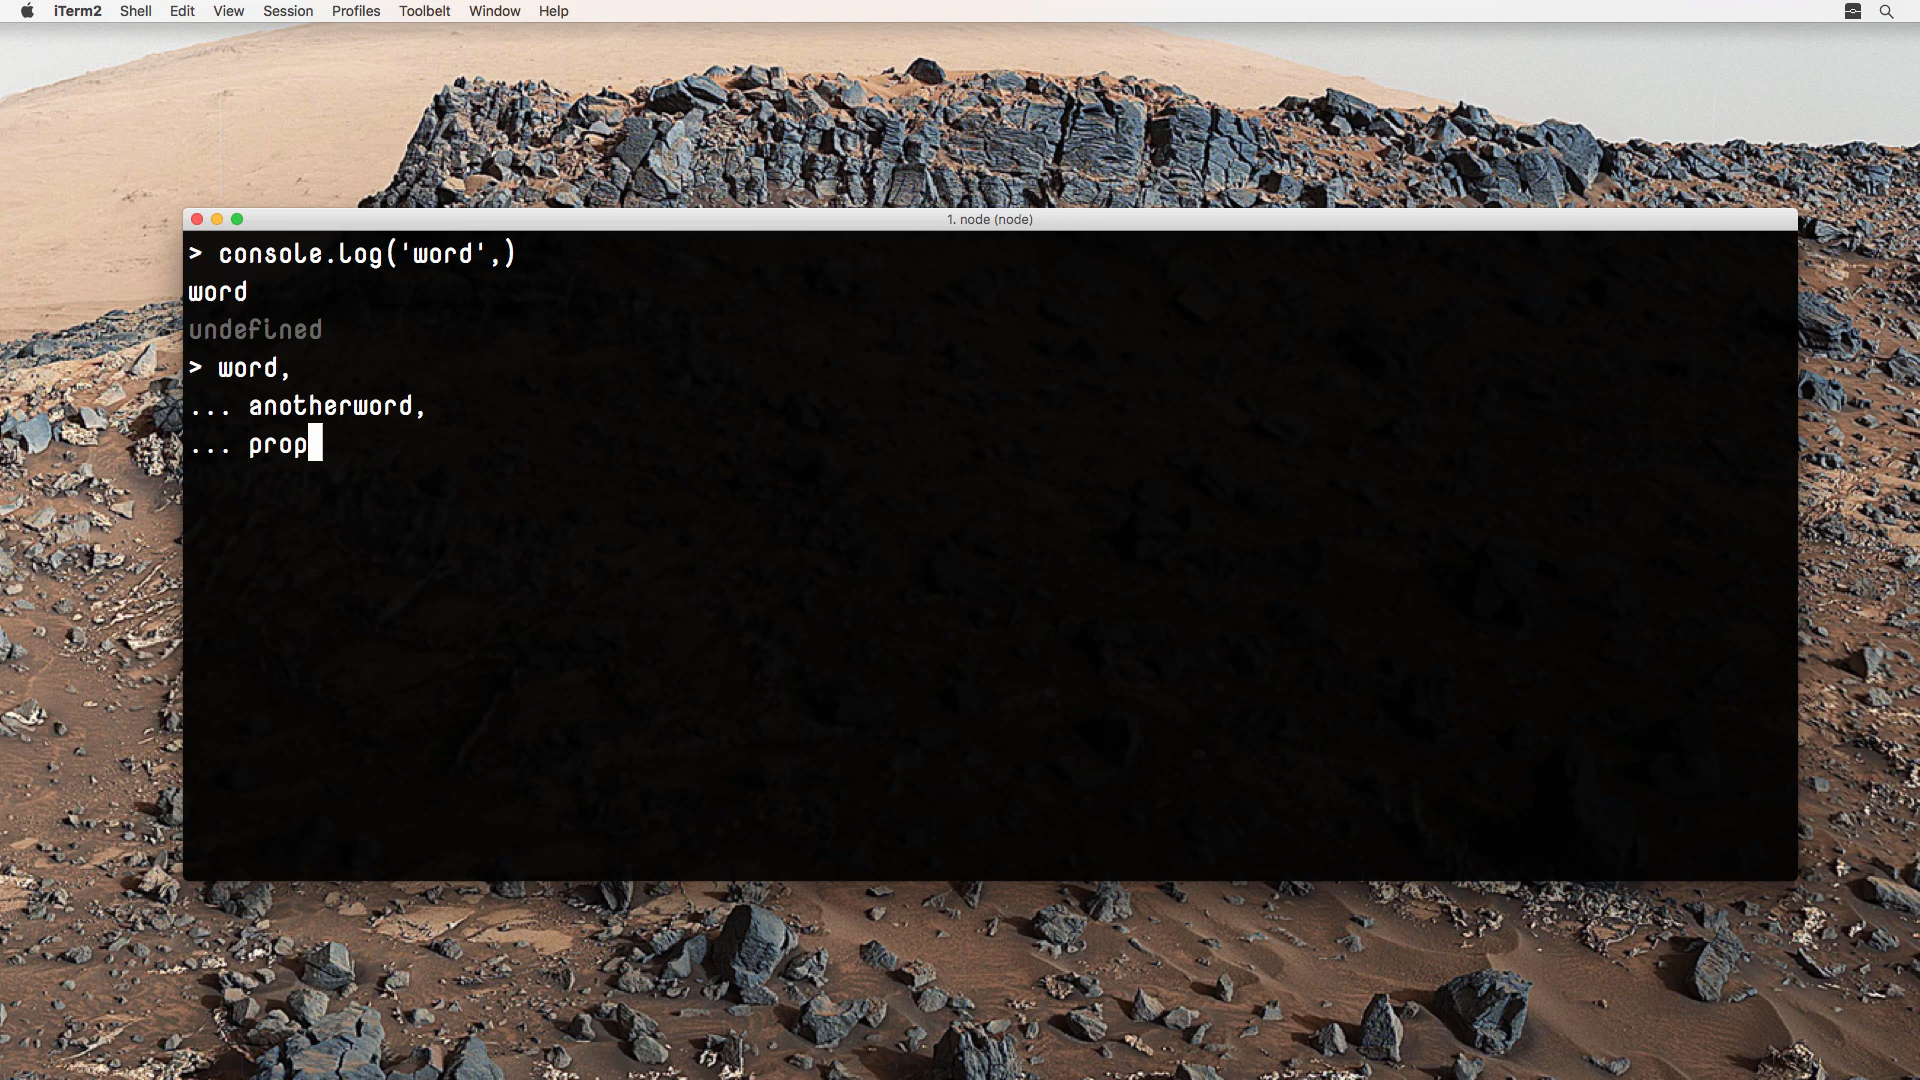 iTerm2 Shell Edit View Session Profiles Toolbelt Window Help
1. node (node)
> console.log('word',)
word
undefined
> word,
... anotherword,
... prop